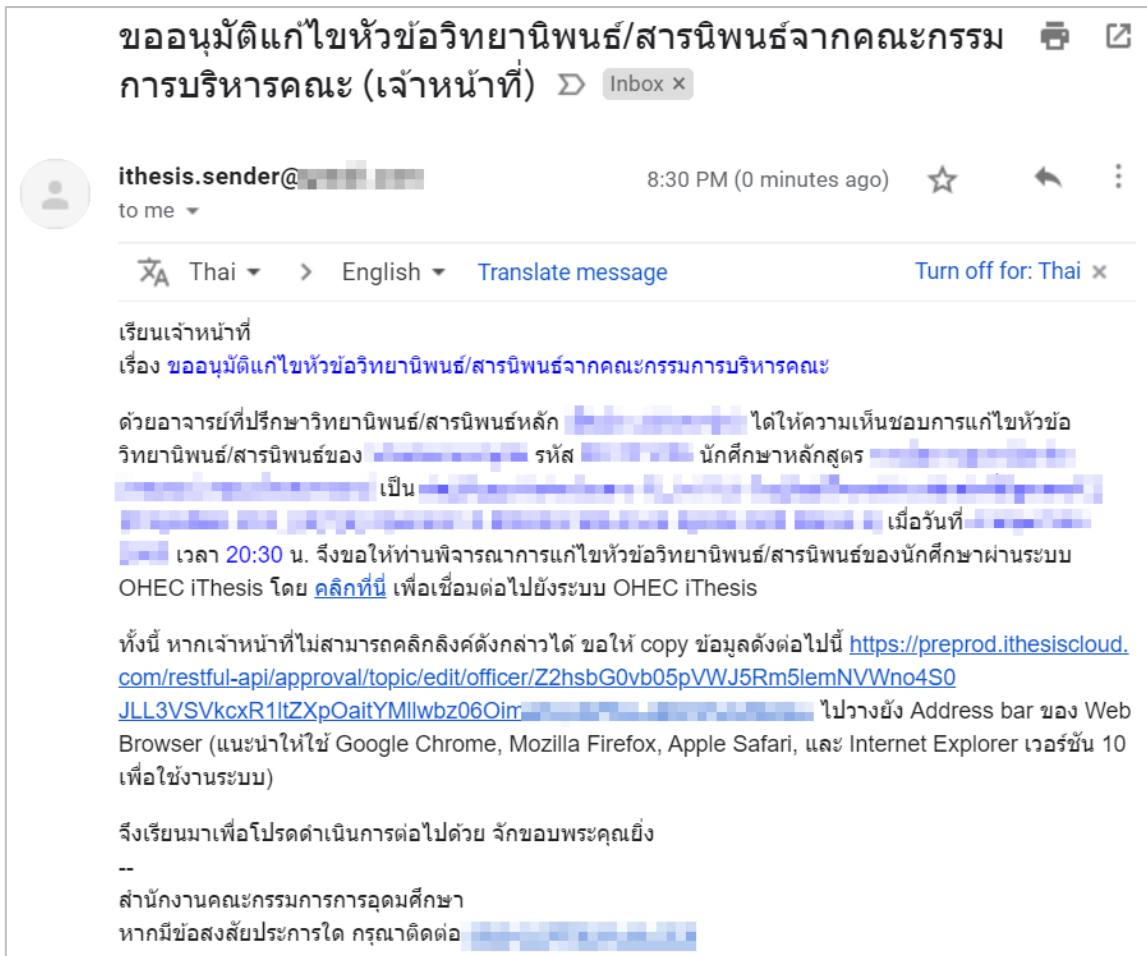 ขออนุมัติแก้ไขหัวข้อวิทยานิพนธ์/สารนิพนธ์จากคณะกรรม
การบริหารคณะ (เจ้าหน้าที่) Inbox ×
ithesis.sender@
8:30 PM (0 minutes ago)
to me
Thai > English Translate message Turn off for: Thai ×
เรียนเจ้าหน้าที่
เรื่อง ขออนุมัติแก้ไขหัวข้อวิทยานิพนธ์/สารนิพนธ์จากคณะกรรมการบริหารคณะ
ด้วยอาจารย์ที่ปรึกษาวิทยานิพนธ์/สารนิพนธ์หลัก ได้ให้ความเห็นชอบการแก้ไขหัวข้อ
วิทยานิพนธ์/สารนิพนธ์ของ รหัส นักศึกษาหลักสูตร
เป็น
เมื่อวันที่
เวลา 20:30 น. จึงขอให้ท่านพิจารณาการแก้ไขหัวข้อวิทยานิพนธ์/สารนิพนธ์ของนักศึกษาผ่านระบบ
OHEC iThesis โดย คลิกที่นี่ เพื่อเชื่อมต่อไปยังระบบ OHEC iThesis
ทั้งนี้ หากเจ้าหน้าที่ไม่สามารถคลิกลิงค์ดังกล่าวได้ ขอให้ copy ข้อมูลดังต่อไปนี้ https://preprod.ithesiscloud.
com/restful-api/approval/topic/edit/officer/Z2hsbG0vb05pVWJ5Rm5lemNVWno4S0
JLL3VSVkcxR1ltZXpOaitYMllwbz06Oim ไปวางยัง Address bar ของ Web
Browser (แนะนำให้ใช้ Google Chrome, Mozilla Firefox, Apple Safari, และ Internet Explorer เวอร์ชัน 10
เพื่อใช้งานระบบ)
จึงเรียนมาเพื่อโปรดดำเนินการต่อไปด้วย จักขอบพระคุณยิ่ง
--
สำนักงานคณะกรรมการการอุดมศึกษา
หากมีข้อสงสัยประการใด กรุณาติดต่อ